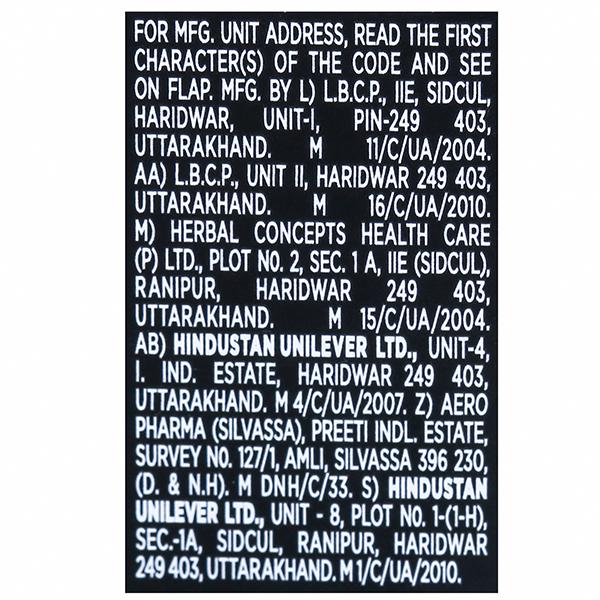 FOR MFG. UNIT ADDRESS, READ THE FIRST
CHARACTER(S) OF THE CODE AND SEE
ON FLAP. MFG. BY L) L.B.C.P., IIE, SIDCUL,
HARIDWAR, UNIT-I, PIN-249 403,
UTTARAKHAND. M 11/C/UA/2004.
AA) L.B.C.P., UNIT II, HARIDWAR 249 403,
UTTARAKHAND. M 16/C/UA/2010.
M) HERBAL CONCEPTS HEALTH CARE
(P) LTD., PLOT NO. 2, SEC. 1 A, IIE (SIDCUL),
RANIPUR, HARIDWAR 249 403,
UTTARAKHAND. M 15/C/UA/2004.
AB) HINDUSTAN UNILEVER LTD., UNIT-4,
I. IND. ESTATE, HARIDWAR 249 403,
UTTARAKHAND. M 4/C/UA/2007. Z) AERO
PHARMA (SILVASSA), PREETI INDL. ESTATE,
SURVEY NO. 127/1, AMLI, SILVASSA 396 230,
(D. & N.H). M DNH/C/33. S) HINDUSTAN
UNILEVER LTD., UNIT - 8, PLOT NO. 1-(1-H),
SEC.-1A, SIDCUL, RANIPUR, HARIDWAR
249 403, UTTARAKHAND. M 1/C/UA/2010.